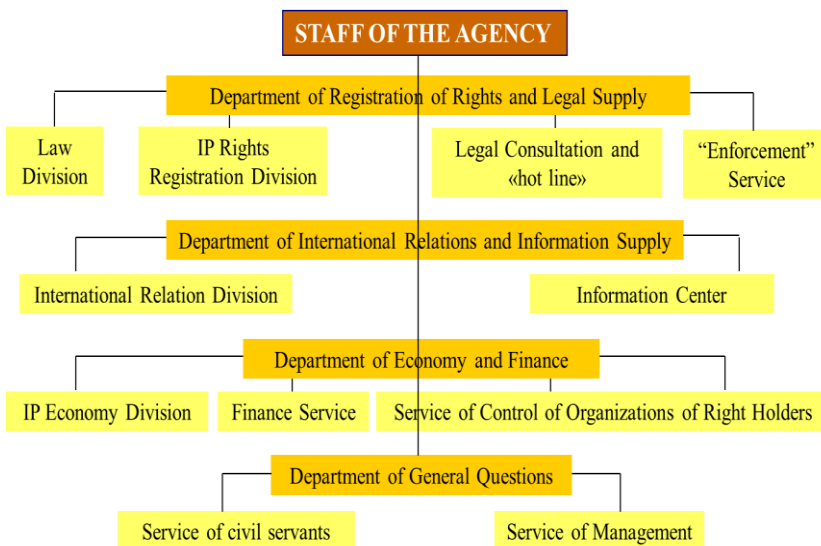 STAFF OF THE AGENCY
Department of Registration of Rights and Legal Supply
Law
Division
IP Rights
Registration Division
Legal Consultation and
«hot line»
“Enforcement”
Service
Department of International Relations and Information Supply
International Relation Division
Information Center
Department of Economy and Finance
IP Economy Division
Finance Service
Service of Control of Organizations of Right Holders
Department of General Questions
Service of civil servants
Service of Management